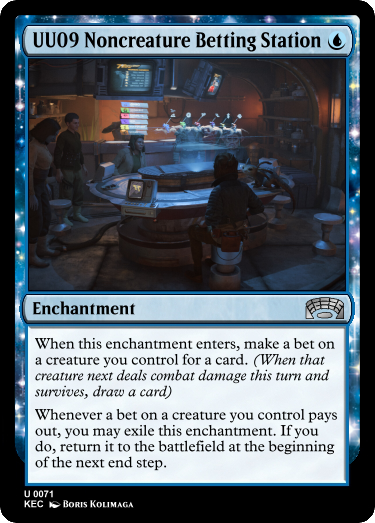 UU09 Noncreature Betting Station
Enchantment
When this enchantment enters, make a bet on
a creature you control for a card. (When that
creature next deals combat damage this turn and
survives, draw a card)
Whenever a bet on a creature you control pays
out, you may exile this enchantment. If you
do, return it to the battlefield at the beginning
of the next end step.
U 0071
KEC Boris Kolimaga